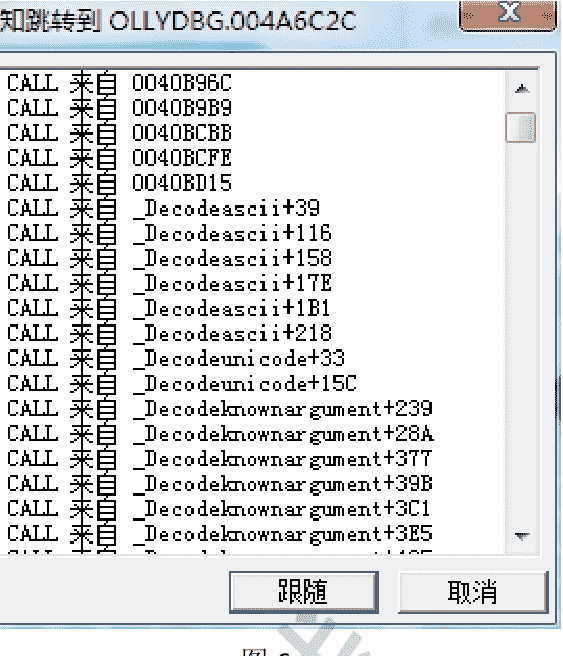 知跳转到 OLLYDBG.004A6C2C
CALL 来自 0040B96C
CALL 来自 0040B9B9
CALL 来自 0040BCBB
CALL 来自 0040BCFE
CALL 来自 0040BD15
CALL 来自 _Decodeascii+39
CALL 来自 _Decodeascii+116
CALL 来自 _Decodeascii+158
CALL 来自 _Decodeascii+17E
CALL 来自 _Decodeascii+1B1
CALL 来自 _Decodeascii+218
CALL 来自 _Decodeunicode+33
CALL 来自 _Decodeunicode+15C
CALL 来自 _Decodeknownargument+239
CALL 来自 _Decodeknownargument+28A
CALL 来自 _Decodeknownargument+377
CALL 来自 _Decodeknownargument+39B
CALL 来自 _Decodeknownargument+3C1
CALL 来自 _Decodeknownargument+3E5
跟随
取消
图